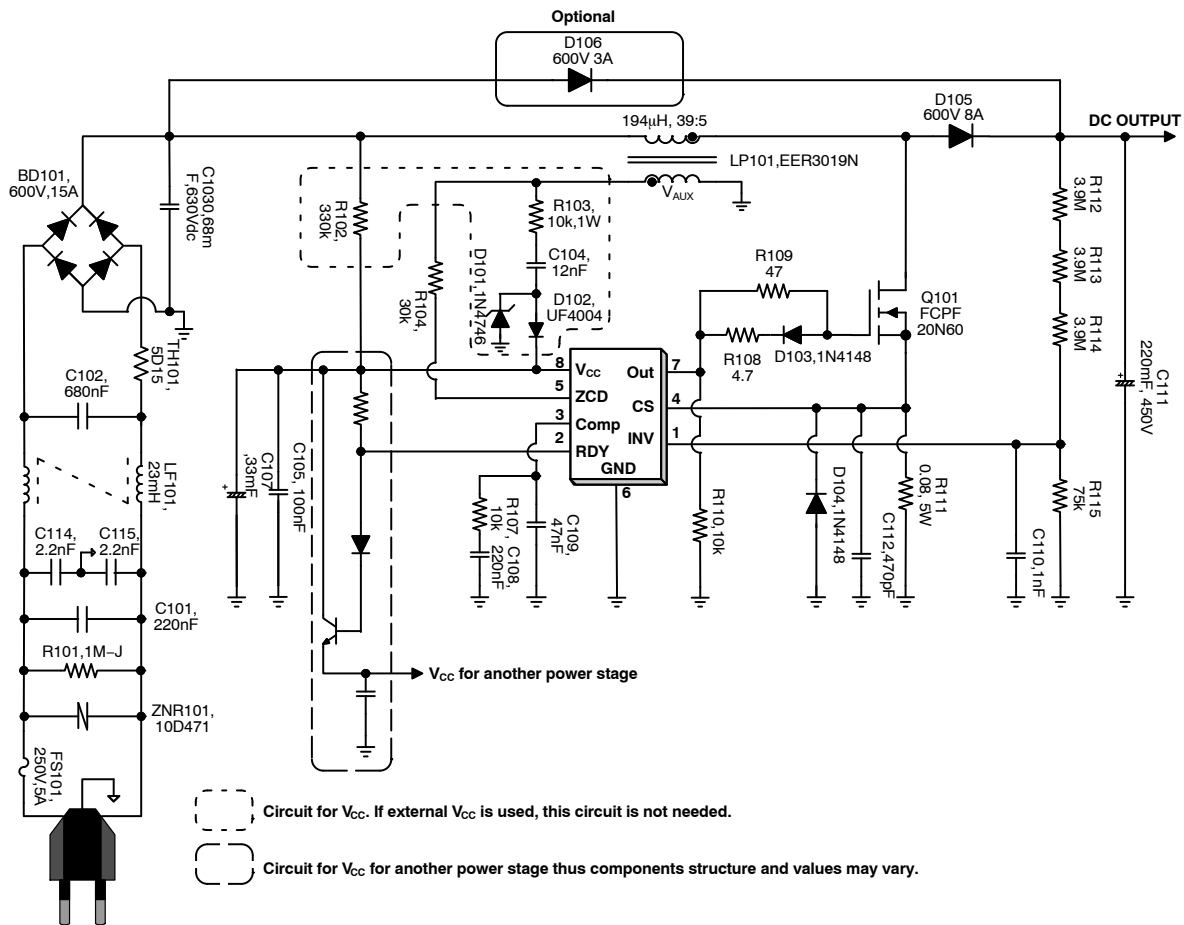 Optional
D106
600V 3A
194μH, 39:5
D105
600V 8A
DC OUTPUT
LP101,EER3019N
VAUX
BD101,
600V,15A
C1030,68m
F,630Vdc
R102,
330k
R103,
10k,1W
C104,
12nF
D101,1N4746
D102,
UF4004
R104,
30k
R109
47
R108
4.7
D103,1N4148
Q101
FCPF
20N60
R112
3.9M
R113
3.9M
R114
3.9M
C111
220mF, 450V
TH101,
5D15
C102,
680nF
8
VCC
5
ZCD
3
Comp
2
RDY
GND
6
Out
7
CS
4
INV
1
LF101,
23mH
C107
,33mF
C105, 100nF
R107,
10k
C108,
220nF
C109,
47nF
R110,10k
D104,1N4148
C112,470pF
R111
0.08, 5W
C110,1nF
R115
75k
C114,
2.2nF
C115,
2.2nF
C101,
220nF
R101,1M–J
ZNR101,
10D471
FS101,
250V,5A
VCC for another power stage
Circuit for VCC. If external VCC is used, this circuit is not needed.
Circuit for VCC for another power stage thus components structure and values may vary.